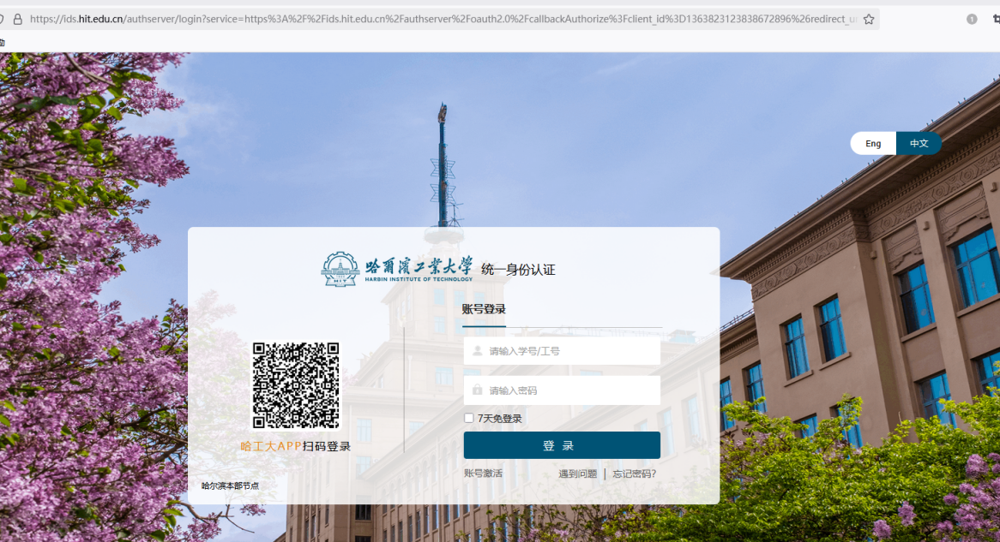 https://ids.hit.edu.cn/authserver/login?service=https%3A%2F%2Fids.hit.edu.cn%2Fauthserver%2Foauth2.0%2FcallbackAuthorize%3Fclient_id%3D1363823123838672896%26redirect_u
1
Eng
中文
哈爾濱工業大学
HARBIN INSTITUTE OF TECHNOLOGY
统一身份认证
账号登录
请输入学号/工号
请输入密码
7天免登录
登 录
账号激活
遇到问题 | 忘记密码?
哈工大APP扫码登录
哈尔滨本部节点